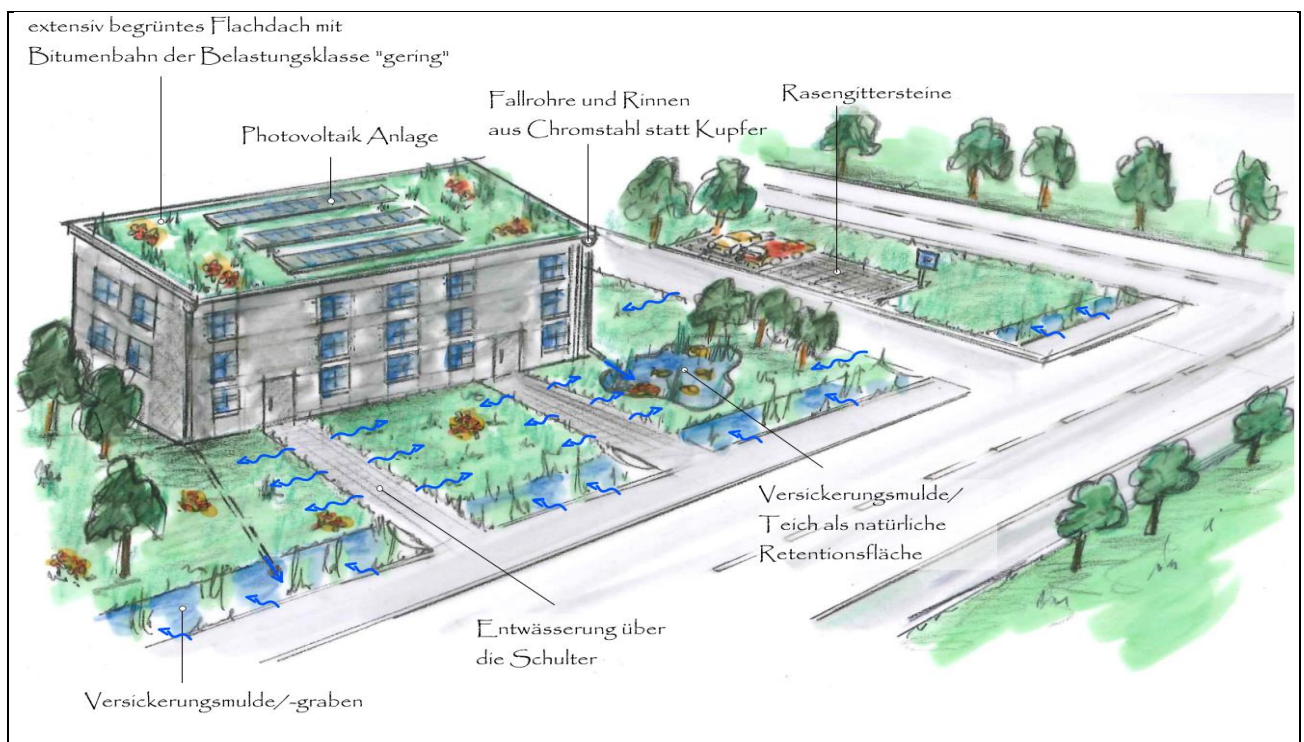 extensiv begrüntes Flachdach mit
Bitumenbahn der Belastungsklasse "gering"
Photovoltaik Anlage
Fallrohre und Rinnen
aus Chromstahl statt Kupfer
Rasengittersteine
Versickerungsmulde/
Teich als natürliche
Retentionsfläche
Entwässerung über
die Schulter
Versickerungsmulde/-graben